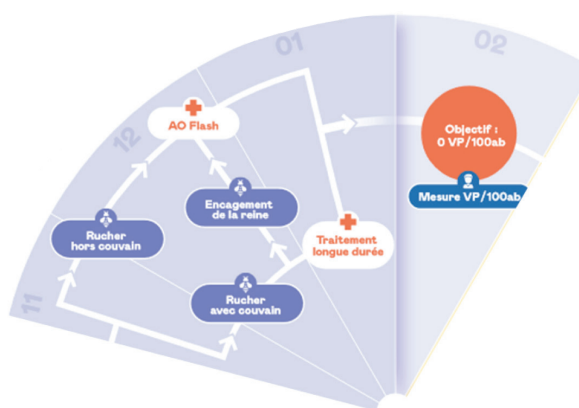 01
02
12
11
AO Flash
Objectif :
0 VP/100ab
Mesure VP/100ab
Encagement
de la reine
Rucher
hors couvain
Traitement
longue durée
Rucher
avec couvain